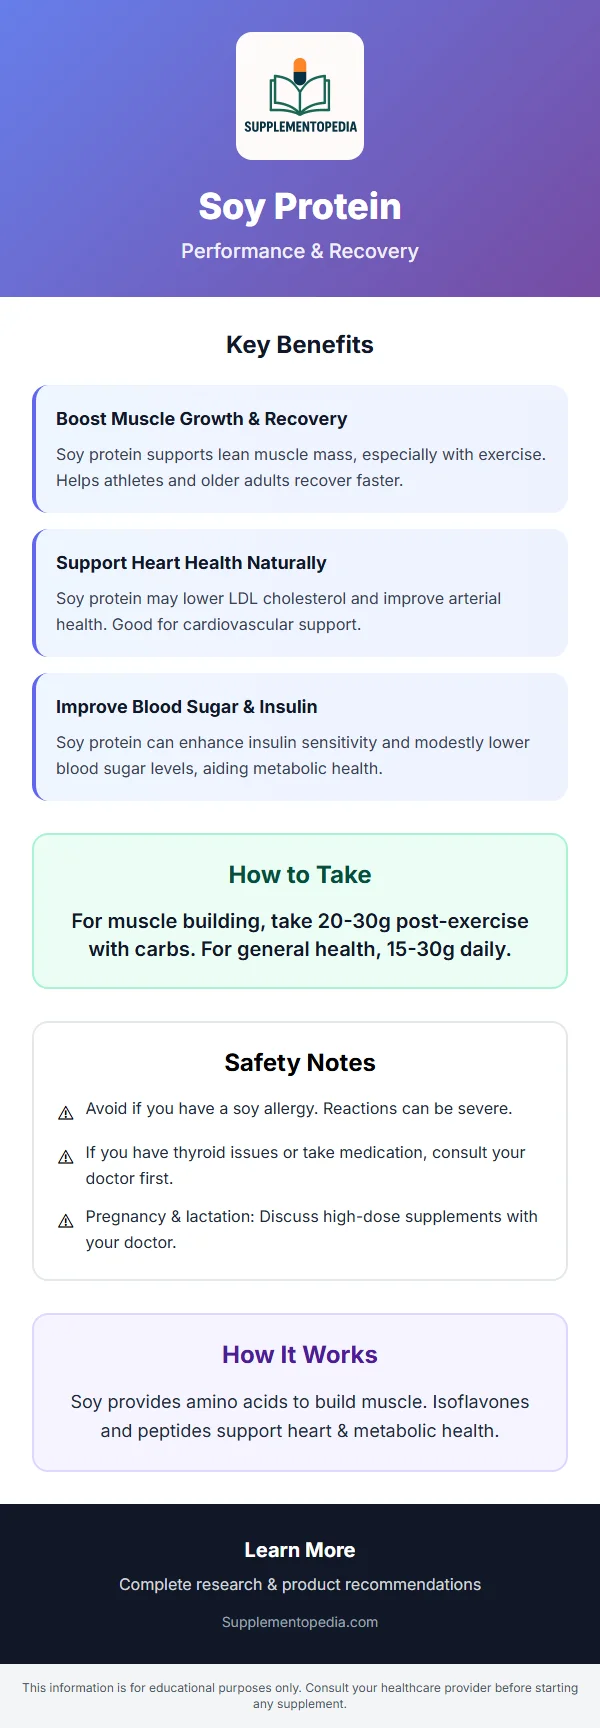 SUPPLEMENTOPEDIA
Soy Protein
Performance & Recovery
Key Benefits
Boost Muscle Growth & Recovery
Soy protein supports lean muscle mass, especially with exercise.
Helps athletes and older adults recover faster.
Support Heart Health Naturally
Soy protein may lower LDL cholesterol and improve arterial
health. Good for cardiovascular support.
Improve Blood Sugar & Insulin
Soy protein can enhance insulin sensitivity and modestly lower
blood sugar levels, aiding metabolic health.
How to Take
For muscle building, take 20-30g post-exercise
with carbs. For general health, 15-30g daily.
Safety Notes
⚠ Avoid if you have a soy allergy. Reactions can be severe.
⚠ If you have thyroid issues or take medication, consult your
doctor first.
⚠ Pregnancy & lactation: Discuss high-dose supplements with
your doctor.
How It Works
Soy provides amino acids to build muscle. Isoflavones
and peptides support heart & metabolic health.
Learn More
Complete research & product recommendations
Supplementopedia.com
This information is for educational purposes only. Consult your healthcare provider before starting
any supplement.